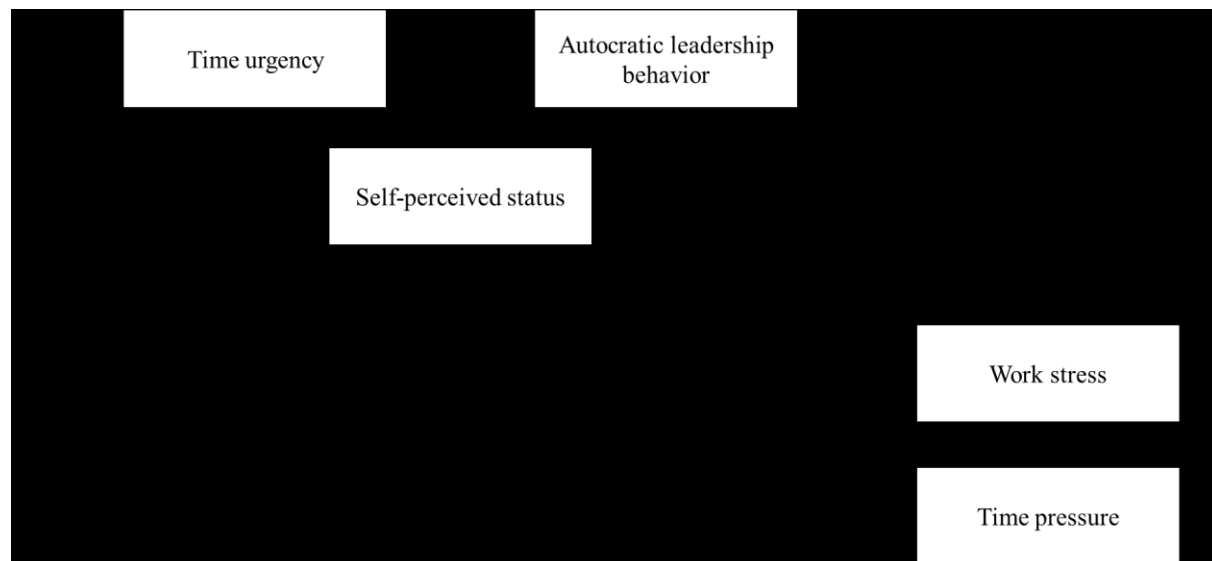 Time urgency
Autocratic leadership
behavior
Self-perceived status
Work stress
Time pressure